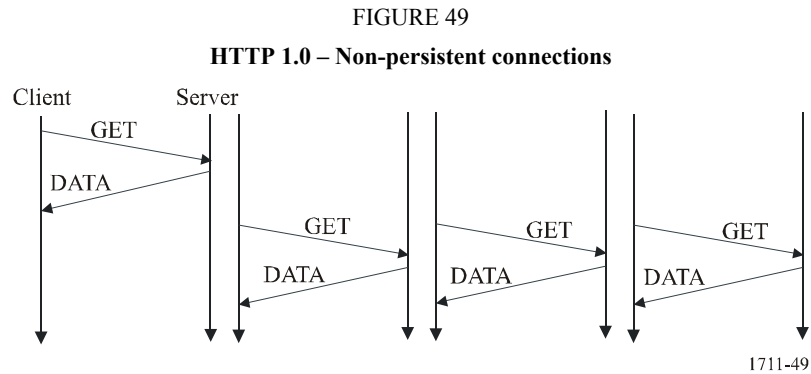 FIGURE 49
HTTP 1.0 – Non-persistent connections
Client Server
GET
DATA
GET GET GET
DATA DATA DATA
1711-49